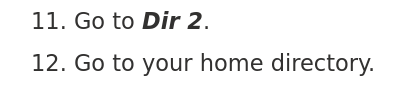 11. Go to Dir 2.
12. Go to your home directory.